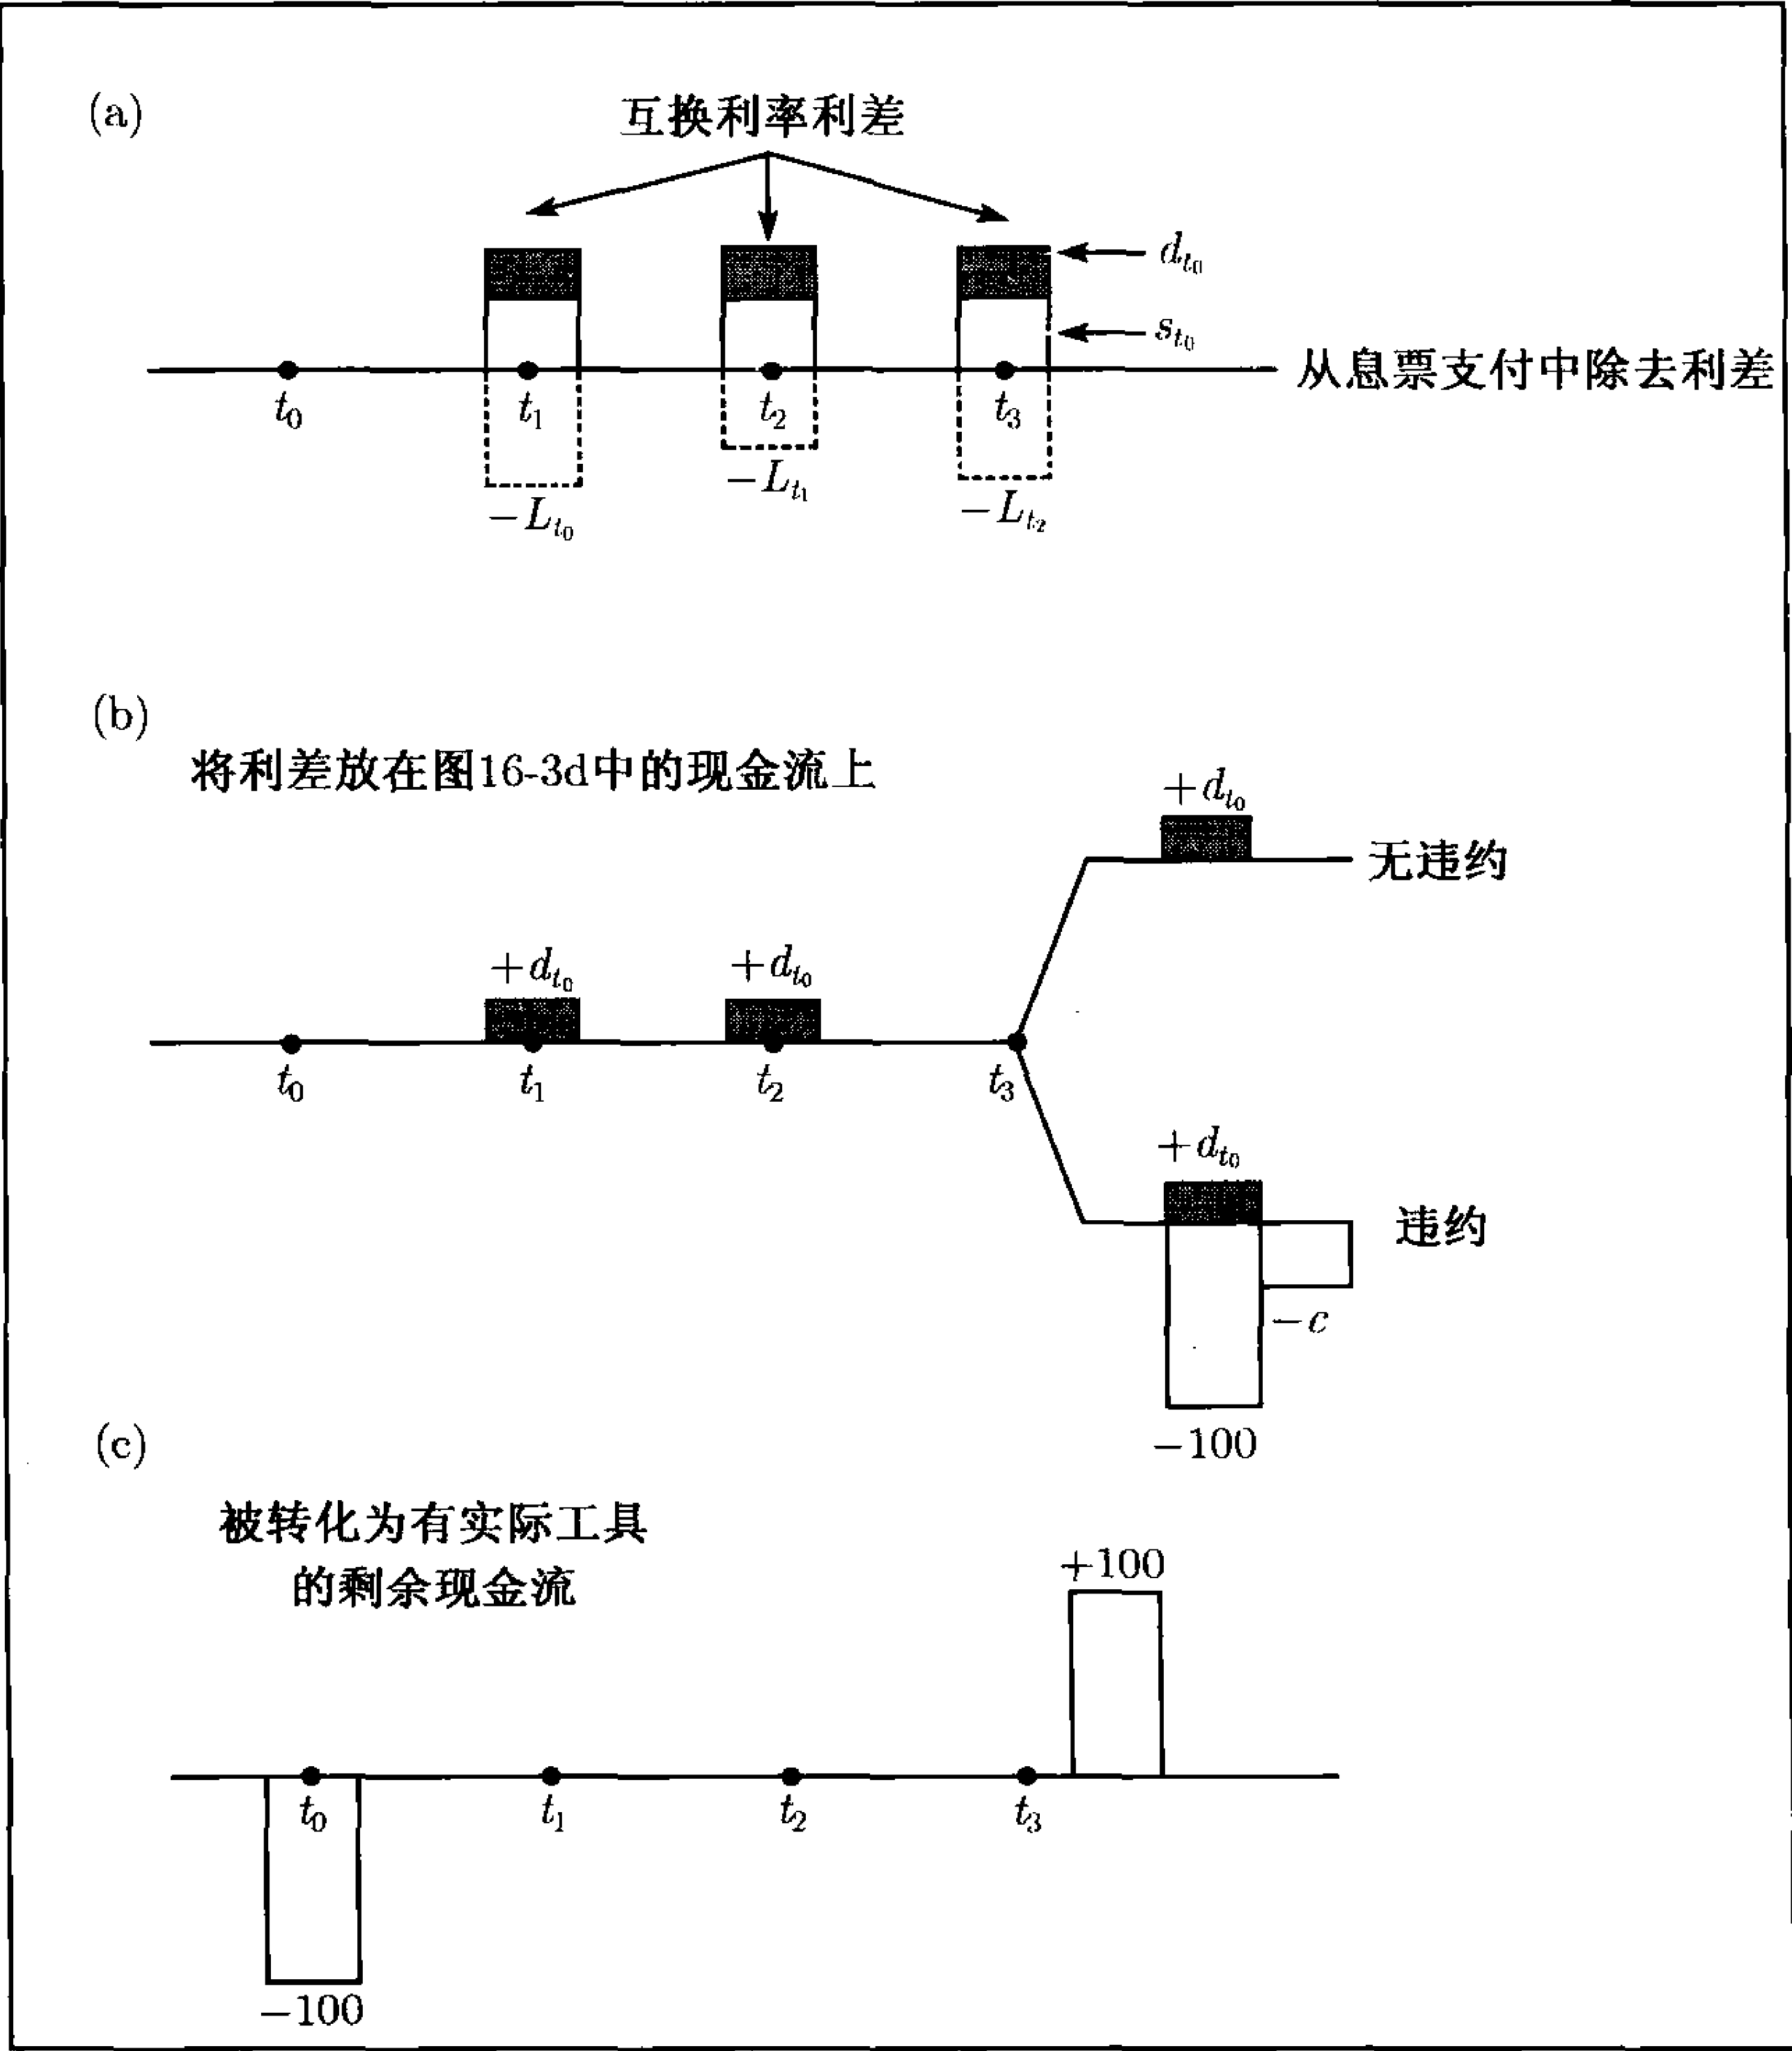 (a)
互换利率利差
d_{t_0}
s_{t_0}
从息票支付中除去利差
t_0 t_1 t_2 t_3
-L_{t_0} -L_{t_1} -L_{t_2}
(b)
将利差放在图16-3d中的现金流上
+d_{t_0}
无违约
+d_{t_0} +d_{t_0}
t_0 t_1 t_2 t_3
+d_{t_0}
违约
-c
-100
(c)
被转化为有实际工具
的剩余现金流
+100
t_0 t_1 t_2 t_3
-100